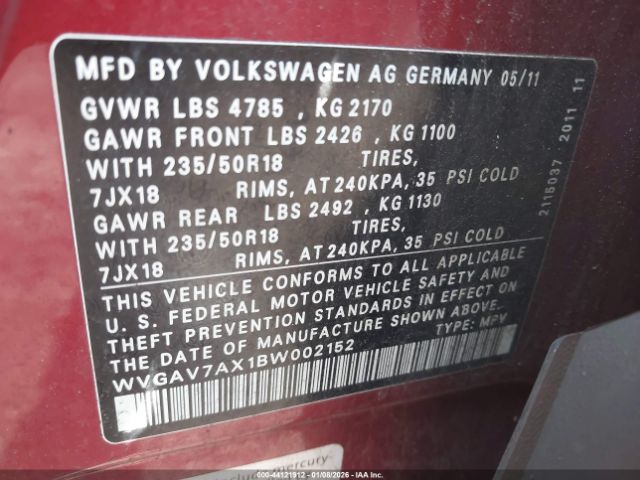 MFD BY VOLKSWAGEN AG GERMANY 05/11
GVWR LBS 4785 , KG 2170
GAWR FRONT LBS 2426 , KG 1100
WITH 235/50R18 TIRES,
7JX18 RIMS, AT 240KPA, 35 PSI COLD
GAWR REAR LBS 2492 , KG 1130
WITH 235/50R18 TIRES,
7JX18 RIMS, AT 240KPA, 35 PSI COLD
THIS VEHICLE CONFORMS TO ALL APPLICABLE
U. S. FEDERAL MOTOR VEHICLE SAFETY AND
THEFT PREVENTION STANDARDS IN EFFECT ON
THE DATE OF MANUFACTURE SHOWN ABOVE.
WVGAV7AX1BW002152 TYPE: MPV
2115037 2011 11
mercury
000-44121912 - 01/08/2026 - IAA Inc.